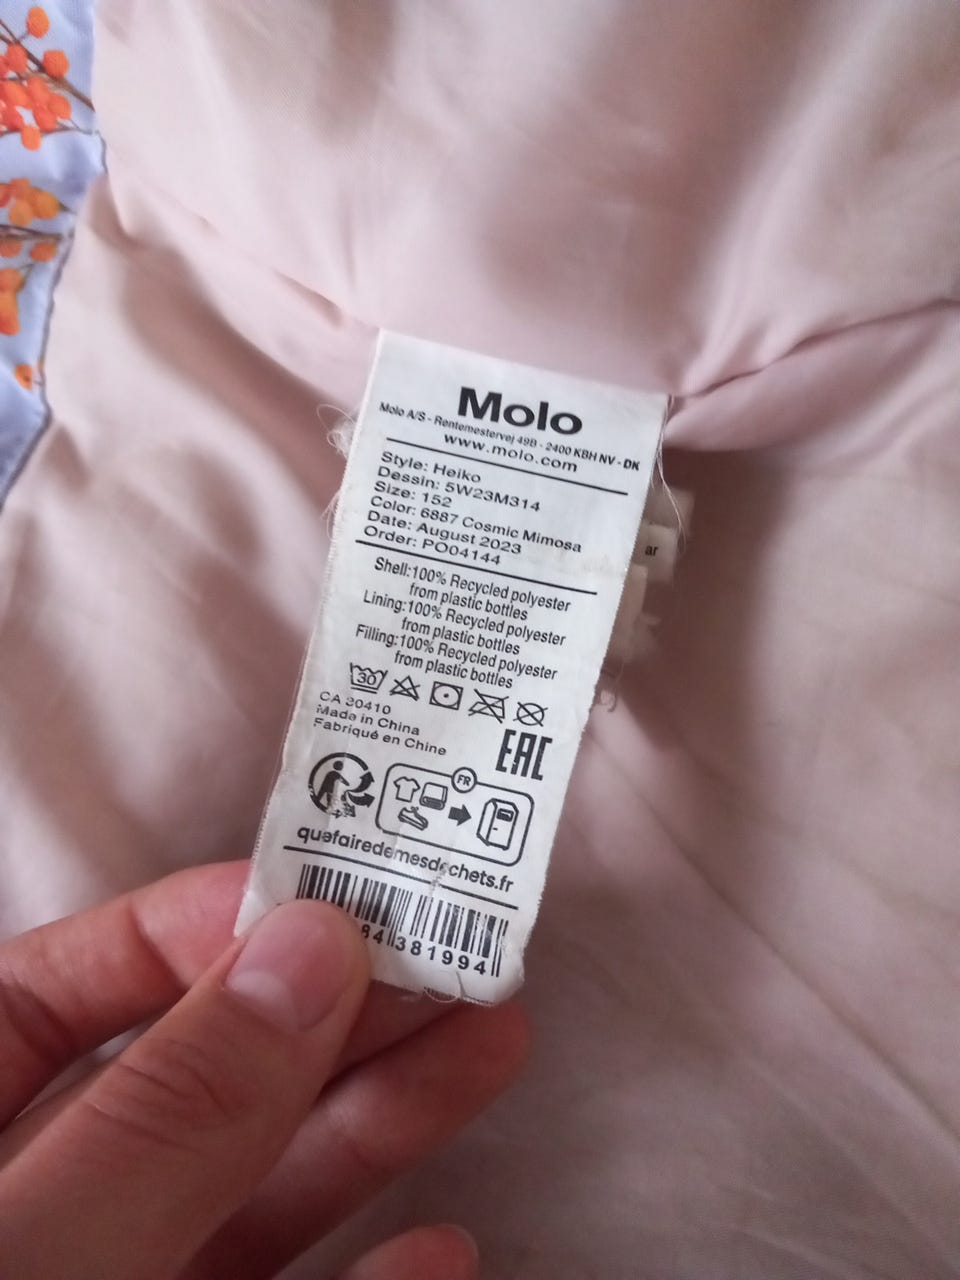 Molo
Molo A/S - Rentemestervej 49B - 2400 KBH NV - DK
www.molo.com
Style: Heiko
Dessin: 5W23M314
Size: 152
Color: 6887 Cosmic Mimosa
Date: August 2023
Order: PO04144
Shell:100% Recycled polyester
from plastic bottles
Lining:100% Recycled polyester
from plastic bottles
Filling:100% Recycled polyester
from plastic bottles
30
CA 30410
Made in China
Fabriqué en Chine
EAC
FR
quefairedemesdechets.fr
84 381994
ar